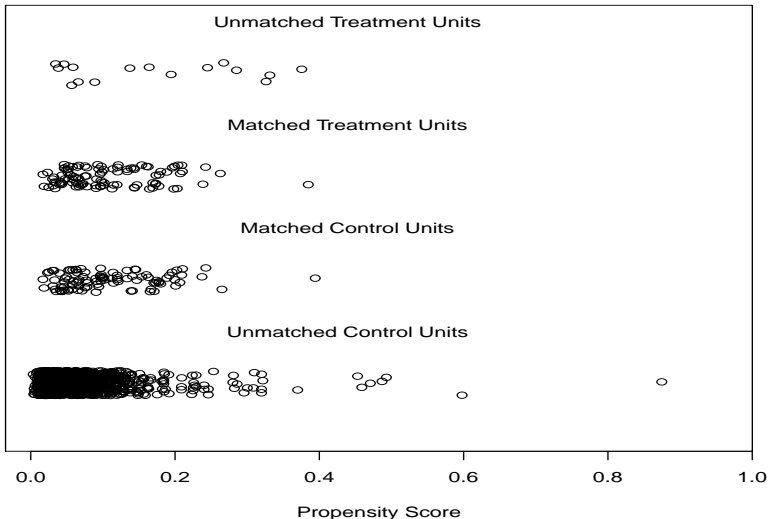 Unmatched Treatment Units
Matched Treatment Units
Matched Control Units
Unmatched Control Units
0.0 0.2 0.4 0.6 0.8 1.0
Propensity Score